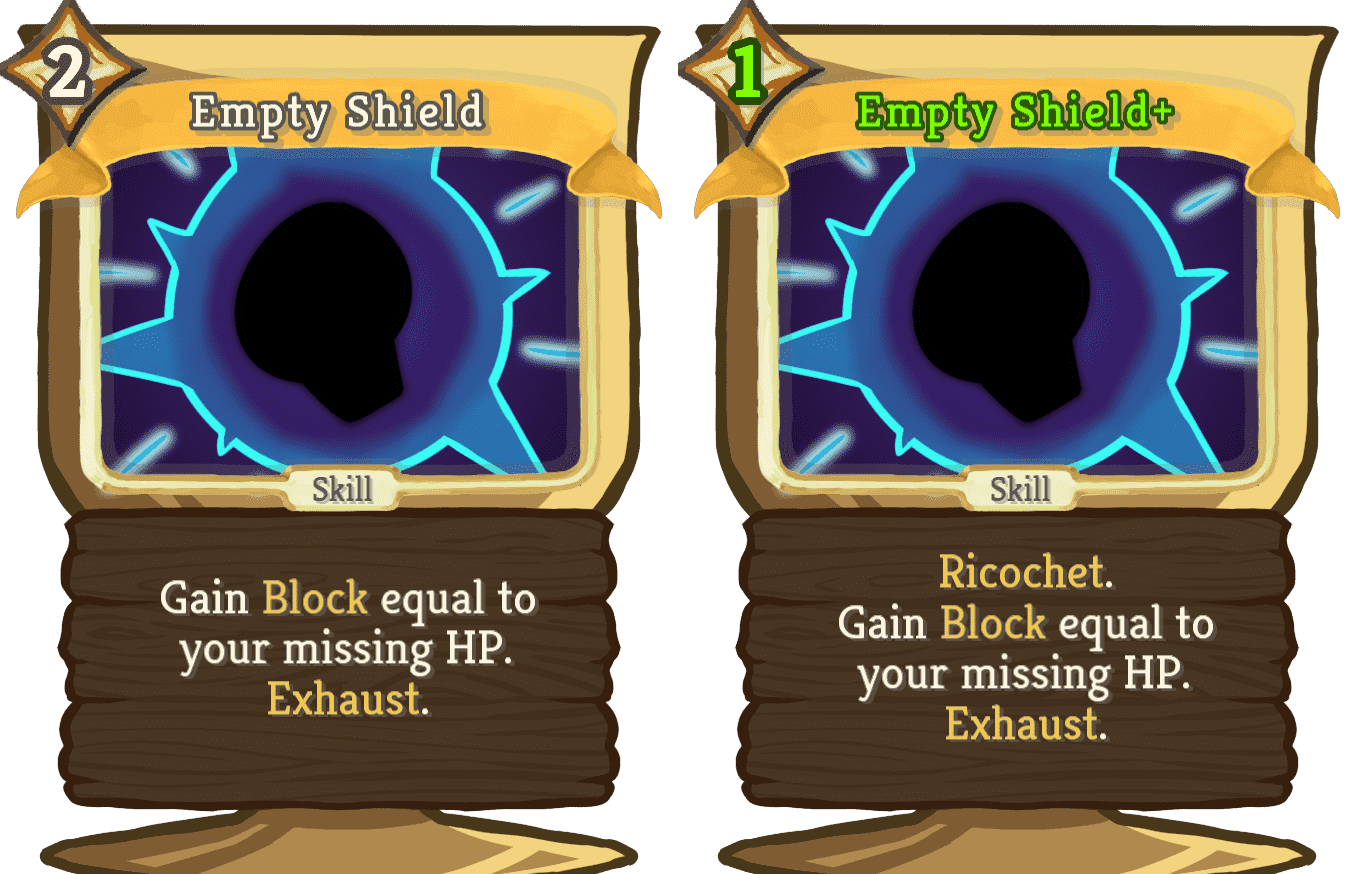 2
Empty Shield
Skill
Gain Block equal to
your missing HP.
Exhaust.
1
Empty Shield+
Skill
Ricochet.
Gain Block equal to
your missing HP.
Exhaust.